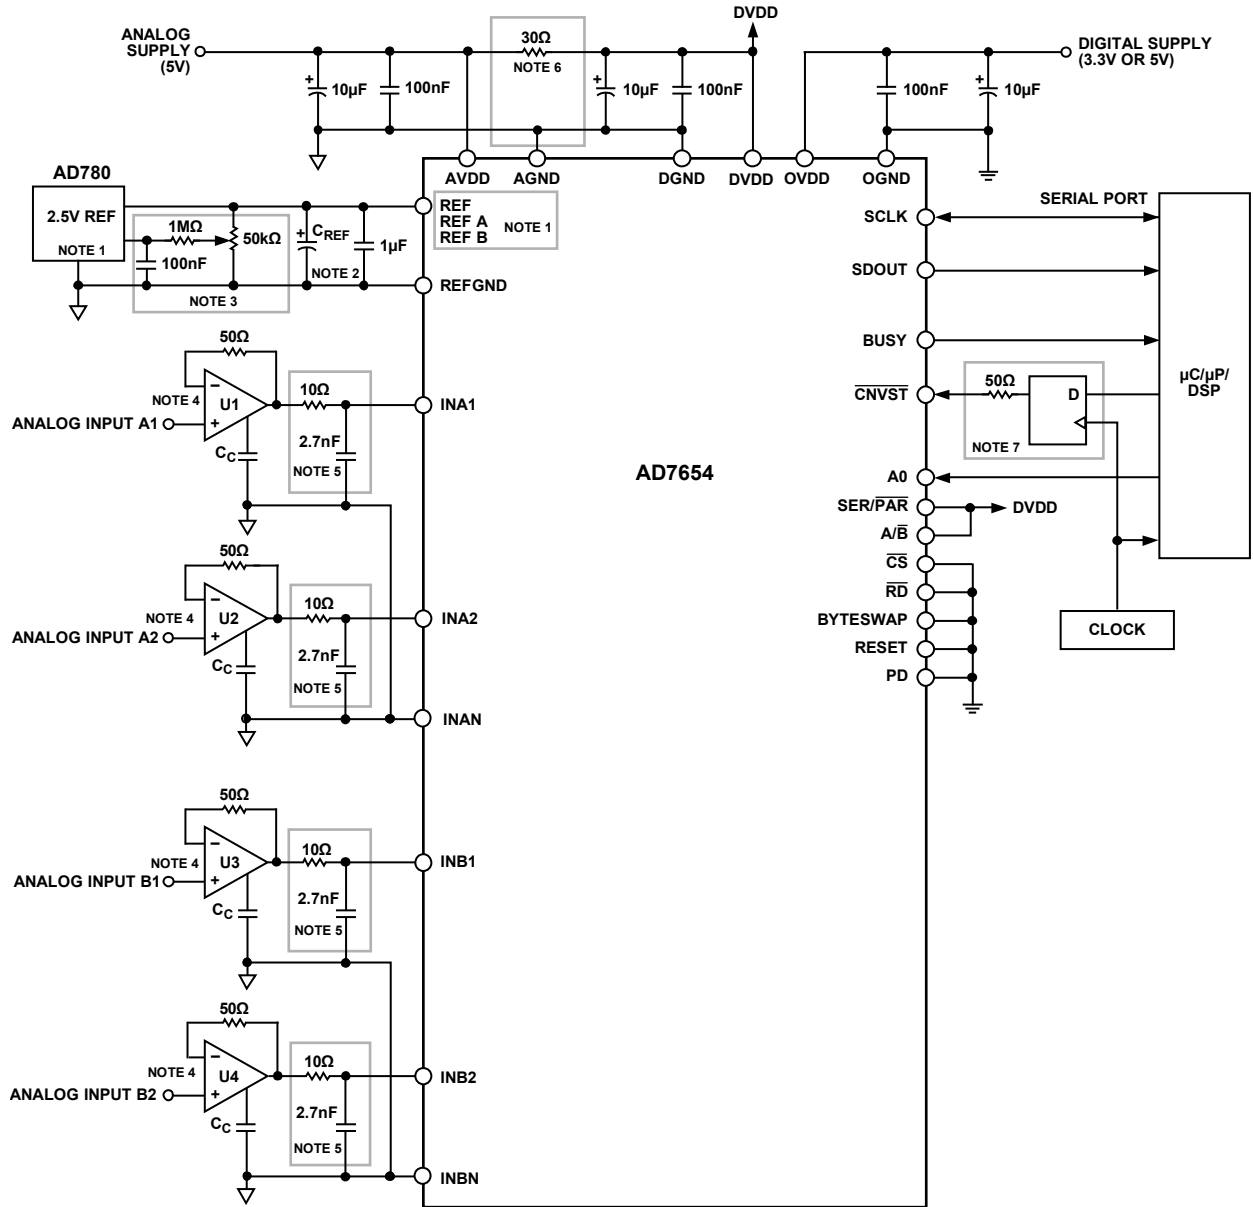 ANALOG
SUPPLY
(5V)
30Ω
NOTE 6
DVDD
DIGITAL SUPPLY
(3.3V OR 5V)
+
10µF
100nF
+
10µF
100nF
100nF
+
10µF
AVDD
AGND
DGND
DVDD
OVDD
OGND
AD780
2.5V REF
NOTE 1
1MΩ
50kΩ
100nF
NOTE 3
+
CREF
NOTE 2
1µF
REF
REF A
REF B
NOTE 1
REFGND
SCLK
SERIAL PORT
SDOUT
BUSY
CNVST
50Ω
D
NOTE 7
µC/µP/
DSP
A0
SER/PAR
DVDD
A/B
CS
RD
BYTESWAP
RESET
PD
CLOCK
AD7654
50Ω
NOTE 4
−
U1
+
ANALOG INPUT A1
CC
10Ω
2.7nF
NOTE 5
INA1
50Ω
NOTE 4
−
U2
+
ANALOG INPUT A2
CC
10Ω
2.7nF
NOTE 5
INA2
INAN
50Ω
NOTE 4
−
U3
+
ANALOG INPUT B1
CC
10Ω
2.7nF
NOTE 5
INB1
50Ω
NOTE 4
−
U4
+
ANALOG INPUT B2
CC
10Ω
2.7nF
NOTE 5
INB2
INBN